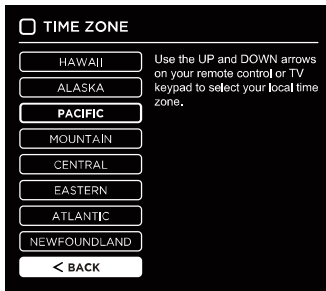 TIME ZONE
HAWAII
ALASKA
PACIFIC
MOUNTAIN
CENTRAL
EASTERN
ATLANTIC
NEWFOUNDLAND
< BACK
Use the UP and DOWN arrows
on your remote control or TV
keypad to select your local time
zone.